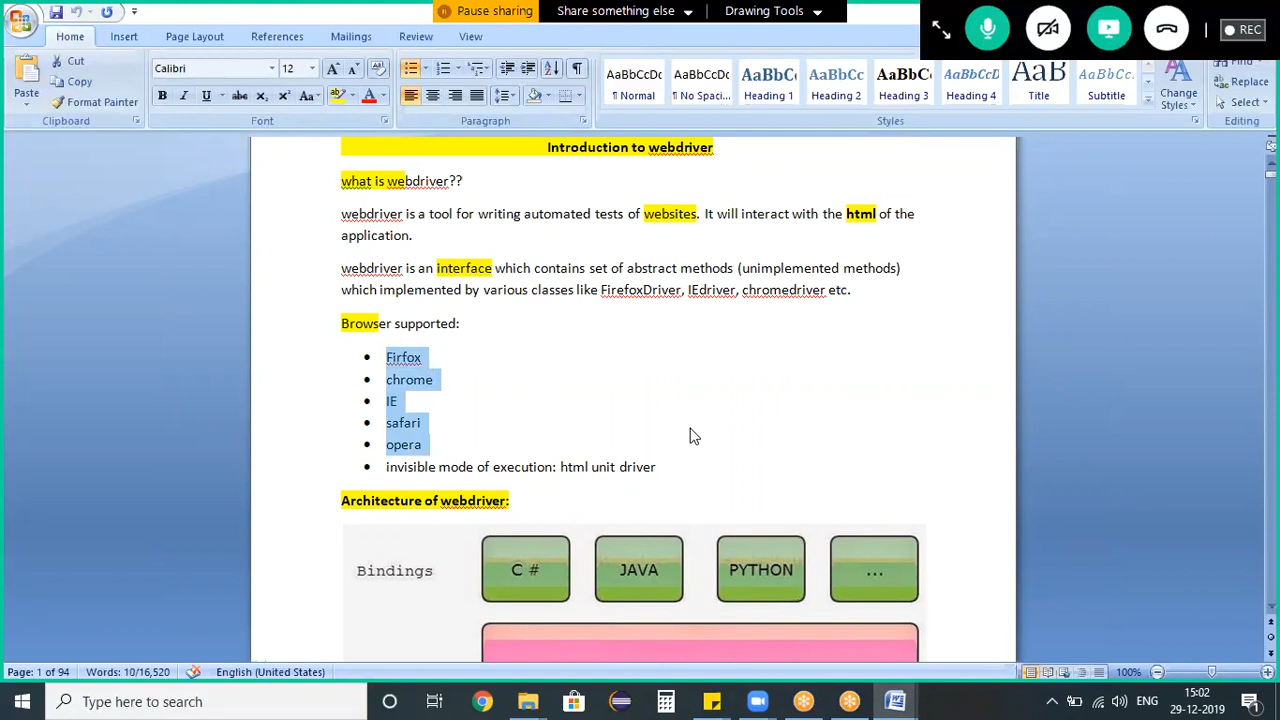 Pause sharing
Share something else
Drawing Tools
REC
Home
Insert
Page Layout
References
Mailings
Review
View
Paste
Cut
Copy
Format Painter
Clipboard
Calibri
12
Font
Paragraph
AaBbCcDc
¶ Normal
AaBbCcDc
¶ No Spaci...
AaBbCc
Heading 1
AaBbCc
Heading 2
AaBbCc
Heading 3
AaBbCcD
Heading 4
AaB
Title
AaBbCc
Subtitle
Change
Styles
Styles
Find
Replace
Select
Editing
Introduction to webdriver
what is webdriver??
webdriver is a tool for writing automated tests of websites. It will interact with the html of the
application.
webdriver is an interface which contains set of abstract methods (unimplemented methods)
which implemented by various classes like FirefoxDriver, IEdriver, chromedriver etc.
Browser supported:
• Firfox
• chrome
• IE
• safari
• opera
• invisible mode of execution: html unit driver
Architecture of webdriver:
Bindings
C #
JAVA
PYTHON
...
Page: 1 of 94
Words: 10/16,520
English (United States)
100%
Type here to search
ENG
15:02
29-12-2019